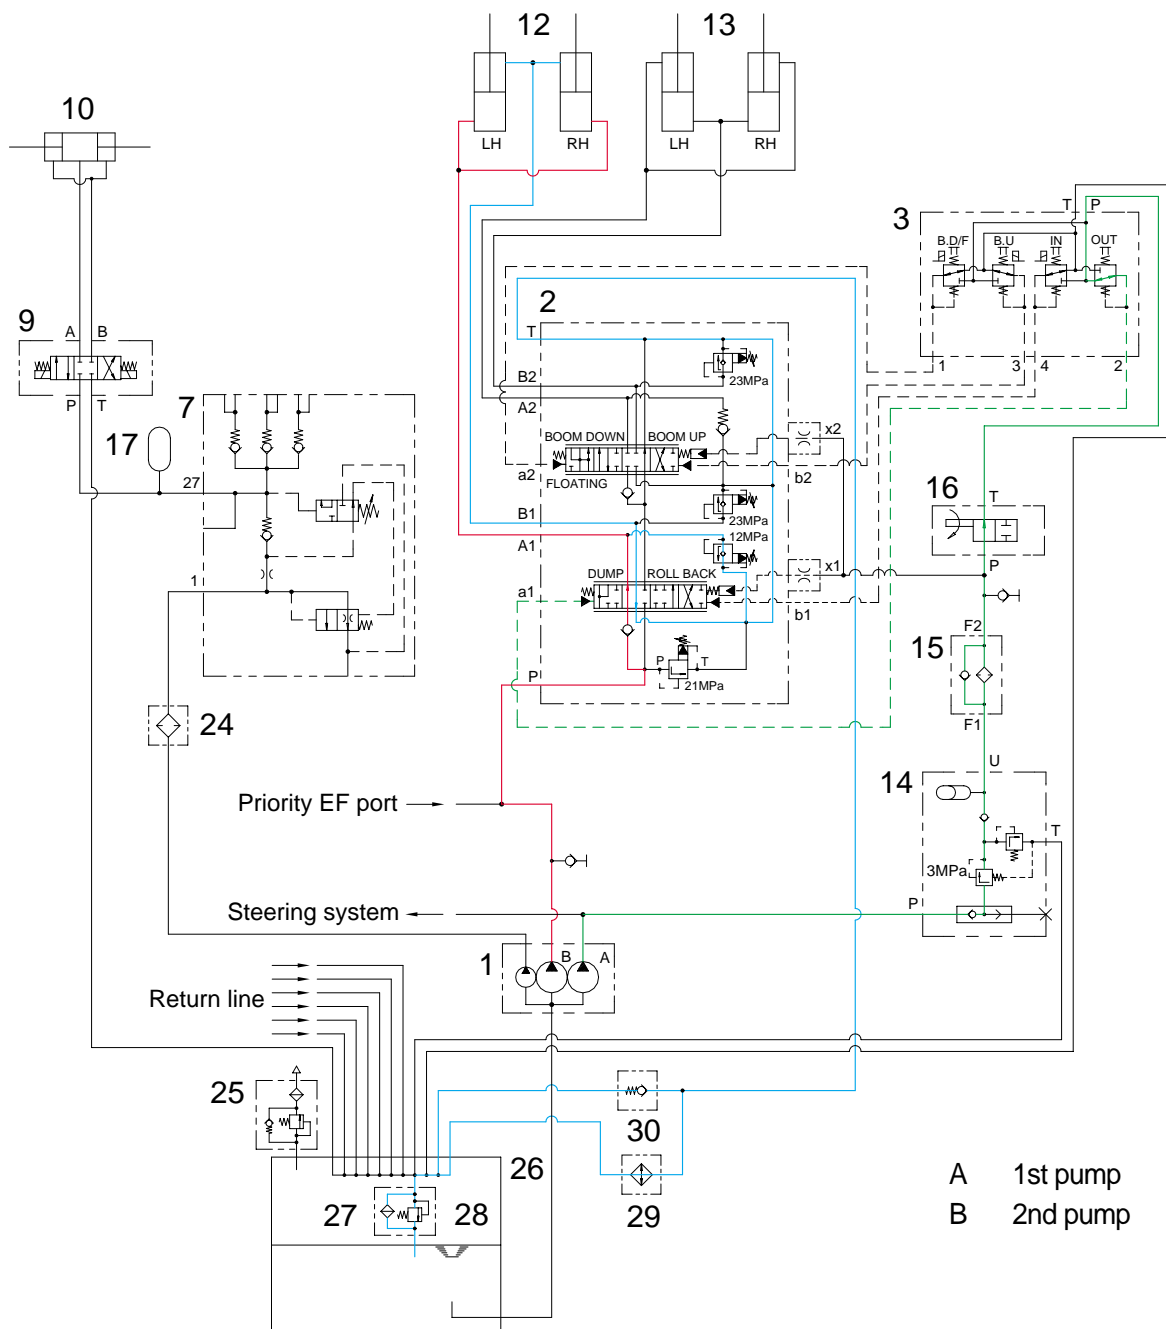 12
13
10
LH
RH
LH
RH
T P
3
B.D/F
B.U
IN
OUT
1
3
4
2
9
A
B
P
T
2
T
B2
A2
23MPa
7
17
27
1
BOOM DOWN
BOOM UP
x2
a2
FLOATING
b2
B1
23MPa
12MPa
A1
DUMP
ROLL BACK
x1
a1
b1
P
T
21MPa
P
16
T
P
15
F2
F1
24
14
U
T
3MPa
P
Priority EF port
Steering system
1
B
A
Return line
25
26
27
28
30
29
A 1st pump
B 2nd pump